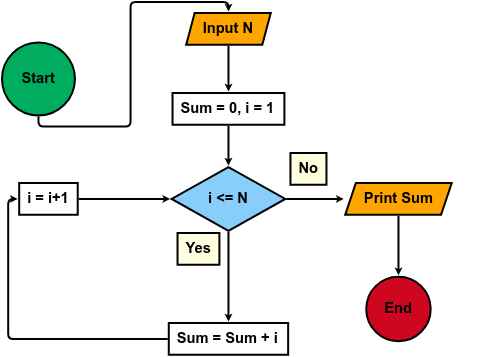 Start
Input N
Sum = 0, i = 1
i <= N
No
Print Sum
End
Yes
Sum = Sum + i
i = i+1